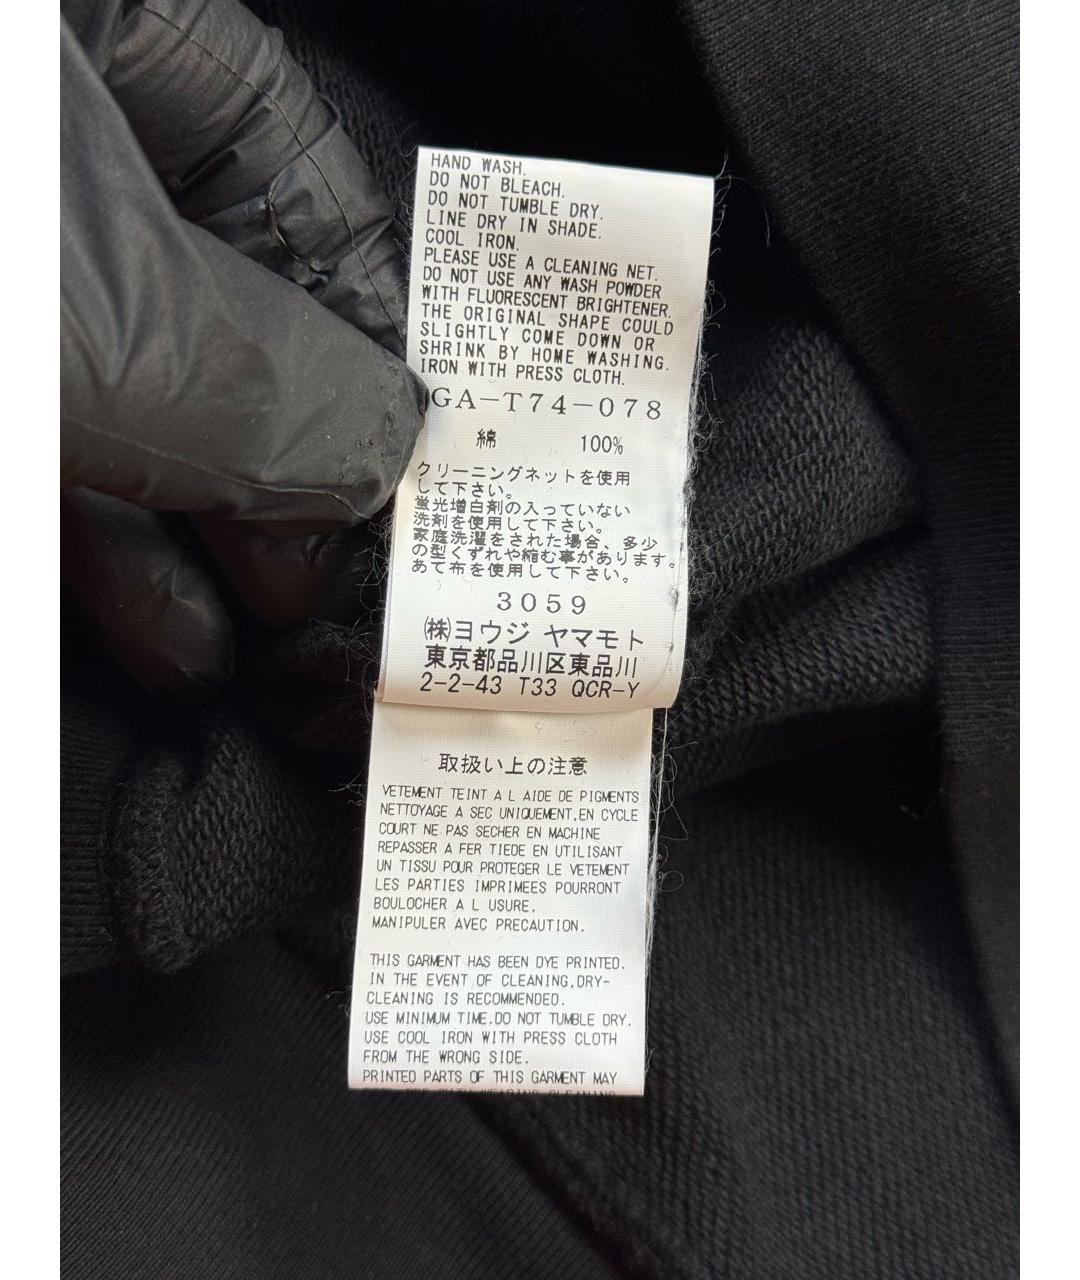 HAND WASH.
DO NOT BLEACH.
DO NOT TUMBLE DRY.
LINE DRY IN SHADE.
COOL IRON.
PLEASE USE A CLEANING NET.
DO NOT USE ANY WASH POWDER
WITH FLUORESCENT BRIGHTENER.
THE ORIGINAL SHAPE COULD
SLIGHTLY COME DOWN OR
SHRINK BY HOME WASHING.
IRON WITH PRESS CLOTH.
GA-T74-078
綿 100%
クリーニングネットを使用
して下さい。
蛍光増白剤の入っていない
洗剤を使用して下さい。
家庭洗濯をされた場合、多少
の型くずれや縮む事があります。
あて布を使用して下さい。
3059
㈱ヨウジ ヤマモト
東京都品川区東品川
2-2-43 T33 QCR-Y
取扱い上の注意
VETEMENT TEINT A L AIDE DE PIGMENTS
NETTOYAGE A SEC UNIQUEMENT,EN CYCLE
COURT NE PAS SECHER EN MACHINE
REPASSER A FER TIEDE EN UTILISANT
UN TISSU POUR PROTEGER LE VETEMENT
LES PARTIES IMPRIMEES POURRONT
BOULOCHER A L USURE.
MANIPULER AVEC PRECAUTION.
THIS GARMENT HAS BEEN DYE PRINTED.
IN THE EVENT OF CLEANING,DRY-
CLEANING IS RECOMMENDED.
USE MINIMUM TIME.DO NOT TUMBLE DRY.
USE COOL IRON WITH PRESS CLOTH
FROM THE WRONG SIDE.
PRINTED PARTS OF THIS GARMENT MAY